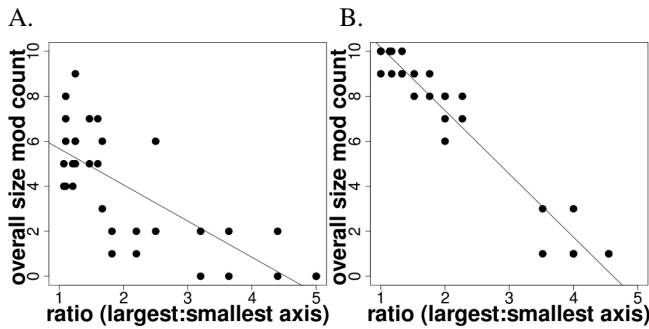 A.
B.
overall size mod count
10
8
6
4
2
0
1 2 3 4 5
ratio (largest:smallest axis)
overall size mod count
10
8
6
4
2
0
1 2 3 4 5
ratio (largest:smallest axis)